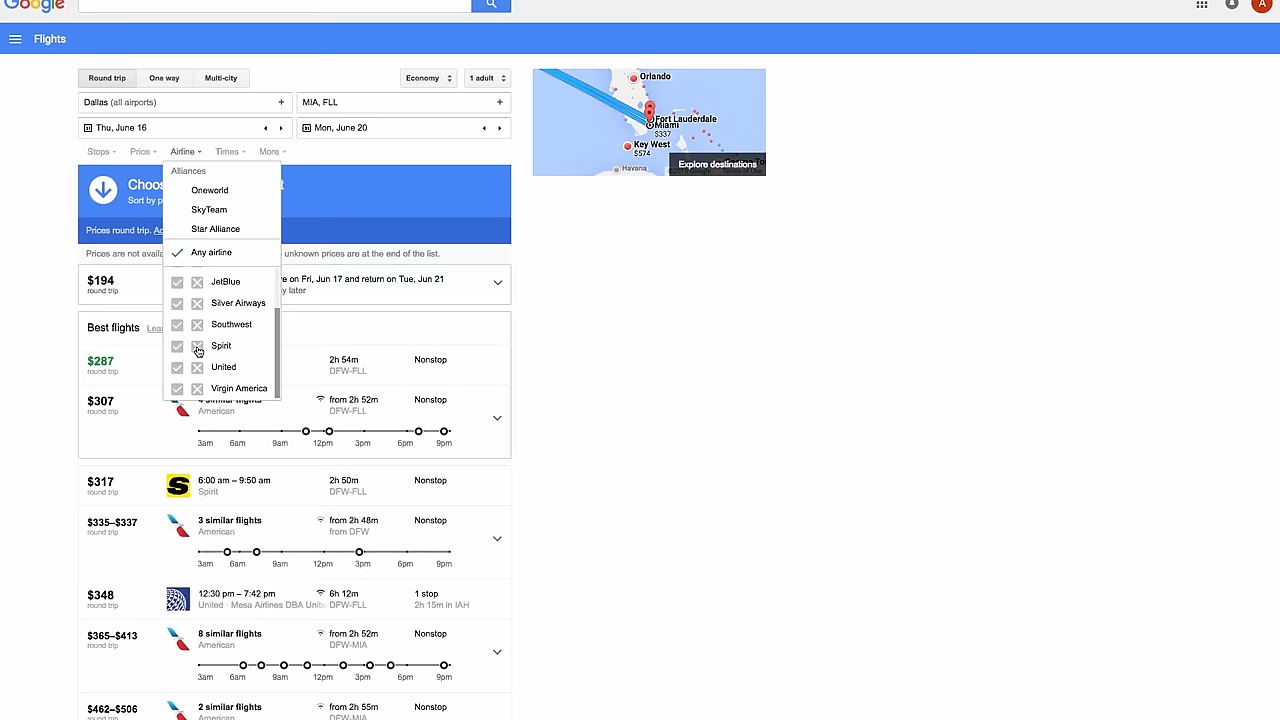 Google
A
Flights
Round trip One way Multi-city Economy 1 adult
Dallas (all airports) + MIA, FLL +
Thu, June 16 Mon, June 20
Stops Price Airline Times More
Alliances
Oneworld
SkyTeam
Star Alliance
Any airline
JetBlue
Silver Airways
Southwest
Spirit
United
Virgin America
Choo t
Sort by p
Prices round trip. Ad
Prices are not availa unknown prices are at the end of the list.
$194 e on Fri, Jun 17 and return on Tue, Jun 21
round trip y later
Best flights Lear
$287 2h 54m Nonstop
round trip DFW-FLL
$307 4 similar flights from 2h 52m Nonstop
round trip American DFW-FLL
3am 6am 9am 12pm 3pm 6pm 9pm
$317 6:00 am – 9:50 am 2h 50m Nonstop
round trip Spirit DFW-FLL
$335–$337 3 similar flights from 2h 48m Nonstop
round trip American from DFW
3am 6am 9am 12pm 3pm 6pm 9pm
$348 12:30 pm – 7:42 pm 6h 12m 1 stop
round trip United · Mesa Airlines DBA Unite DFW-FLL 2h 15m in IAH
$365–$413 8 similar flights from 2h 52m Nonstop
round trip American DFW-MIA
3am 6am 9am 12pm 3pm 6pm 9pm
$462–$506 2 similar flights from 2h 55m Nonstop
round trip American DFW-MIA
Orlando
Fort Lauderdale
Miami
$337
Key West
$574
Havana
Explore destinations